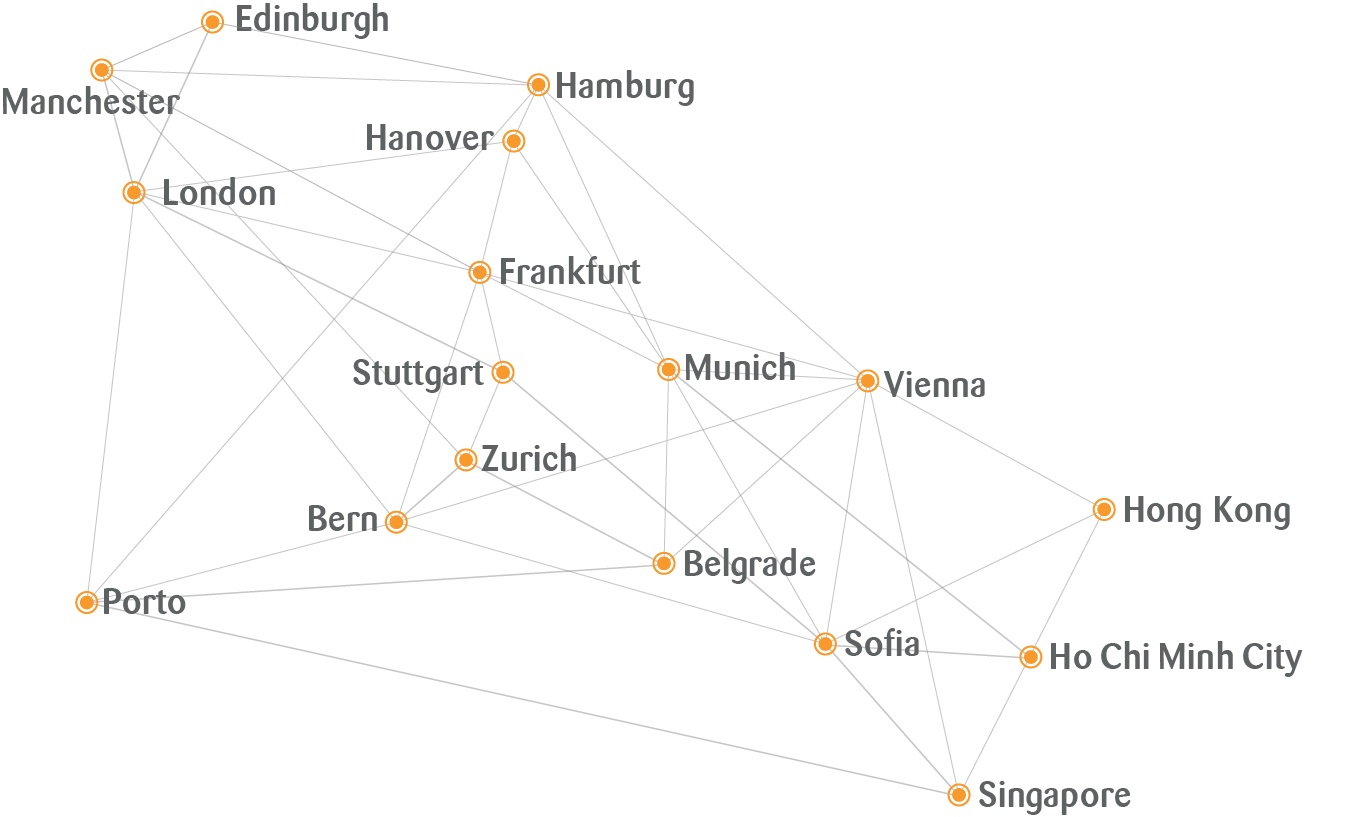 Edinburgh
Hamburg
Manchester
Hanover
London
Frankfurt
Stuttgart
Munich
Vienna
Zurich
Bern
Hong Kong
Belgrade
Porto
Sofia
Ho Chi Minh City
Singapore